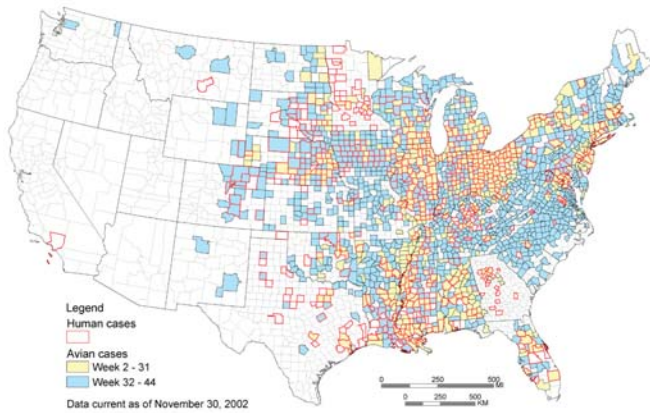 Legend
Human cases
Avian cases
Week 2 - 31
Week 32 - 44
Data current as of November 30, 2002
0 250 500
MI
0 250 500
KM